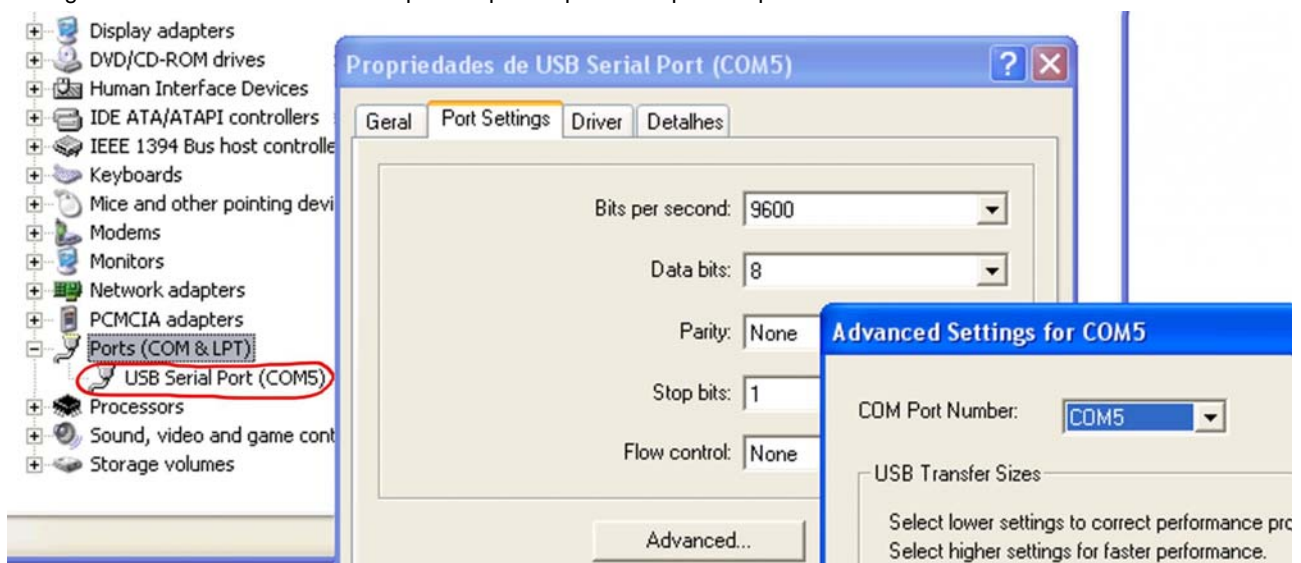 Display adapters
DVD/CD-ROM drives
Human Interface Devices
IDE ATA/ATAPI controllers
IEEE 1394 Bus host controlle
Keyboards
Mice and other pointing devi
Modems
Monitors
Network adapters
PCMCIA adapters
Ports (COM & LPT)
USB Serial Port (COM5)
Processors
Sound, video and game cont
Storage volumes
Propriedades de USB Serial Port (COM5)
Geral Port Settings Driver Detalhes
Bits per second: 9600
Data bits: 8
Parity: None
Stop bits: 1
Flow control: None
Advanced...
Advanced Settings for COM5
COM Port Number: COM5
USB Transfer Sizes
Select lower settings to correct performance pro
Select higher settings for faster performance.